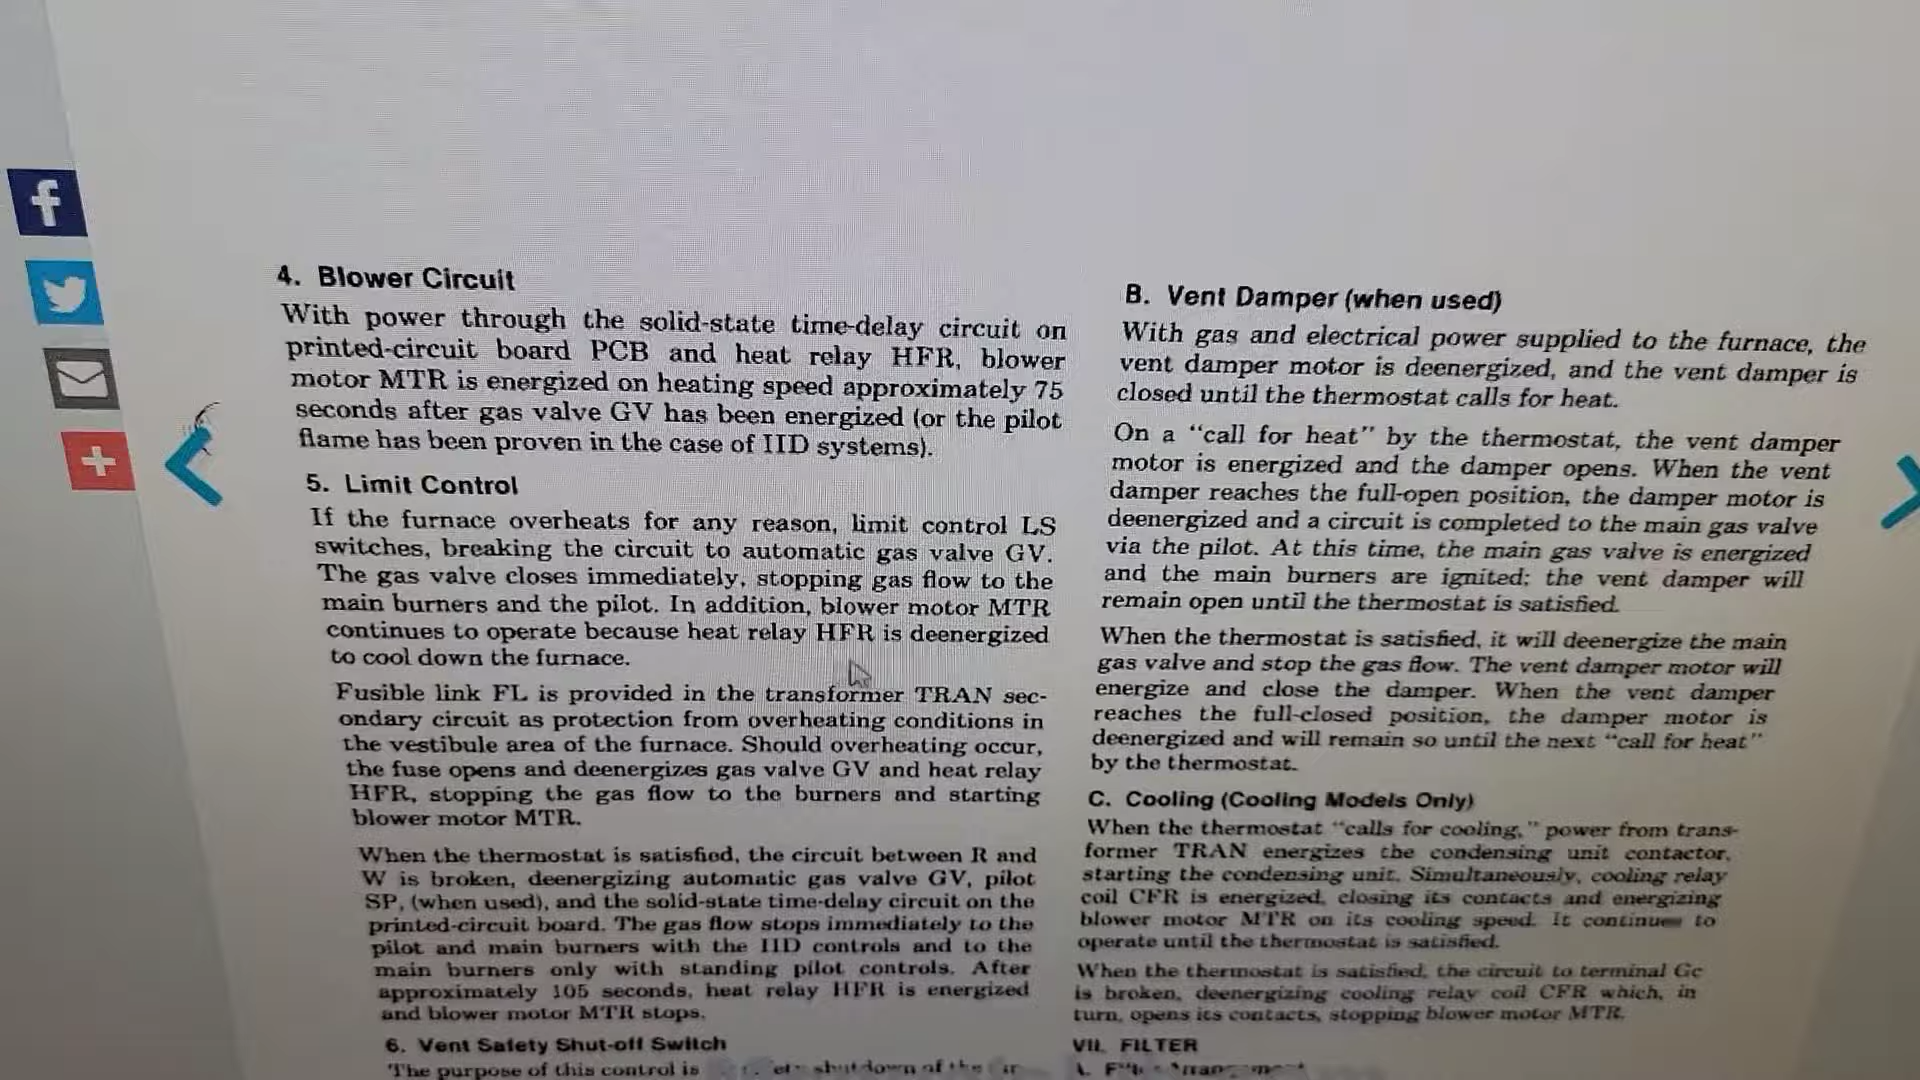 4. Blower Circuit
With power through the solid-state time-delay circuit on
printed-circuit board PCB and heat relay HFR, blower
motor MTR is energized on heating speed approximately 75
seconds after gas valve GV has been energized (or the pilot
flame has been proven in the case of IID systems).
5. Limit Control
If the furnace overheats for any reason, limit control LS
switches, breaking the circuit to automatic gas valve GV.
The gas valve closes immediately, stopping gas flow to the
main burners and the pilot. In addition, blower motor MTR
continues to operate because heat relay HFR is deenergized
to cool down the furnace.
Fusible link FL is provided in the transformer TRAN sec-
ondary circuit as protection from overheating conditions in
the vestibule area of the furnace. Should overheating occur,
the fuse opens and deenergizes gas valve GV and heat relay
HFR, stopping the gas flow to the burners and starting
blower motor MTR.
When the thermostat is satisfied, the circuit between R and
W is broken, deenergizing automatic gas valve GV, pilot
SP, (when used), and the solid-state time-delay circuit on the
printed-circuit board. The gas flow stops immediately to the
pilot and main burners with the IID controls and to the
main burners only with standing pilot controls. After
approximately 105 seconds, heat relay HFR is energized
and blower motor MTR stops.
6. Vent Safety Shut-off Switch
The purpose of this control is
B. Vent Damper (when used)
With gas and electrical power supplied to the furnace, the
vent damper motor is deenergized, and the vent damper is
closed until the thermostat calls for heat.
On a "call for heat" by the thermostat, the vent damper
motor is energized and the damper opens. When the vent
damper reaches the full-open position, the damper motor is
deenergized and a circuit is completed to the main gas valve
via the pilot. At this time, the main gas valve is energized
and the main burners are ignited; the vent damper will
remain open until the thermostat is satisfied.
When the thermostat is satisfied, it will deenergize the main
gas valve and stop the gas flow. The vent damper motor will
energize and close the damper. When the vent damper
reaches the full-closed position, the damper motor is
deenergized and will remain so until the next "call for heat"
by the thermostat.
C. Cooling (Cooling Models Only)
When the thermostat "calls for cooling," power from trans-
former TRAN energizes the condensing unit contactor,
starting the condensing unit. Simultaneously, cooling relay
coil CFR is energized, closing its contacts and energizing
blower motor MTR on its cooling speed. It continues to
operate until the thermostat is satisfied.
When the thermostat is satisfied, the circuit to terminal Gc
is broken, deenergizing cooling relay coil CFR which, in
turn, opens its contacts, stopping blower motor MTR.
VII. FILTER